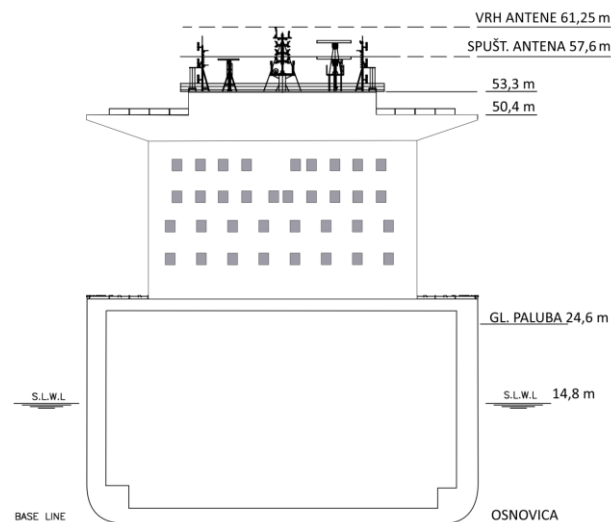 VRH ANTENE 61,25 m
SPUŠT. ANTENA 57,6 m
53,3 m
50,4 m
GL. PALUBA 24,6 m
S.L.W.L
S.L.W.L
14,8 m
BASE LINE
OSNOVICA